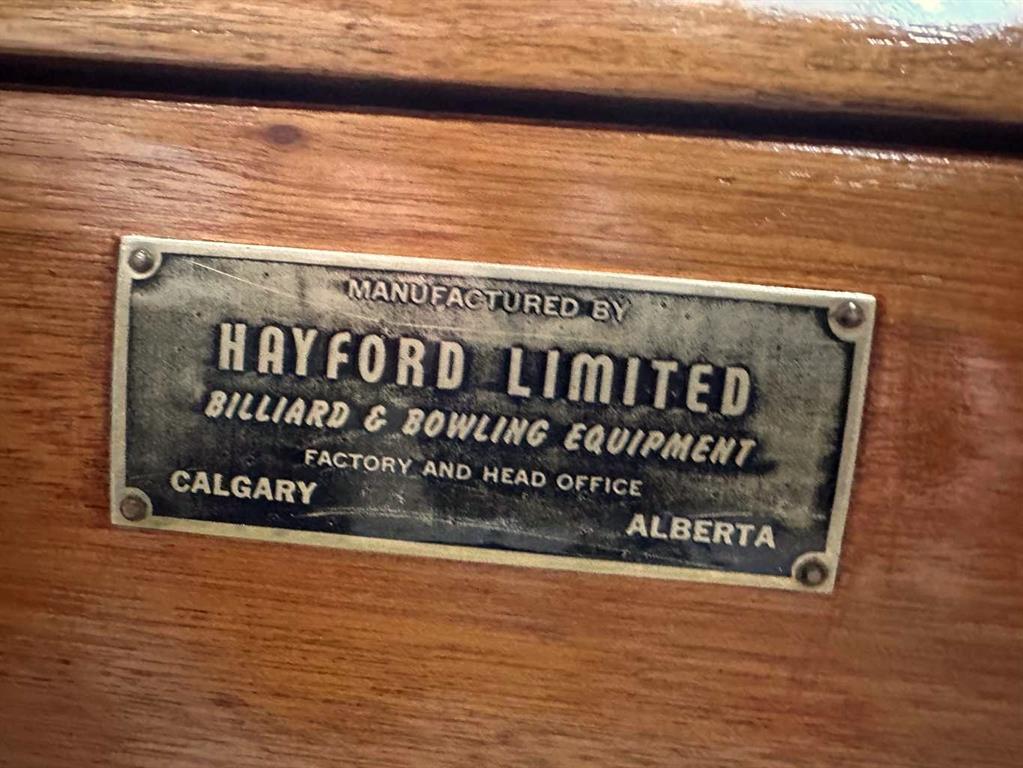 MANUFACTURED BY
HAYFORD LIMITED
BILLIARD & BOWLING EQUIPMENT
FACTORY AND HEAD OFFICE
CALGARY ALBERTA